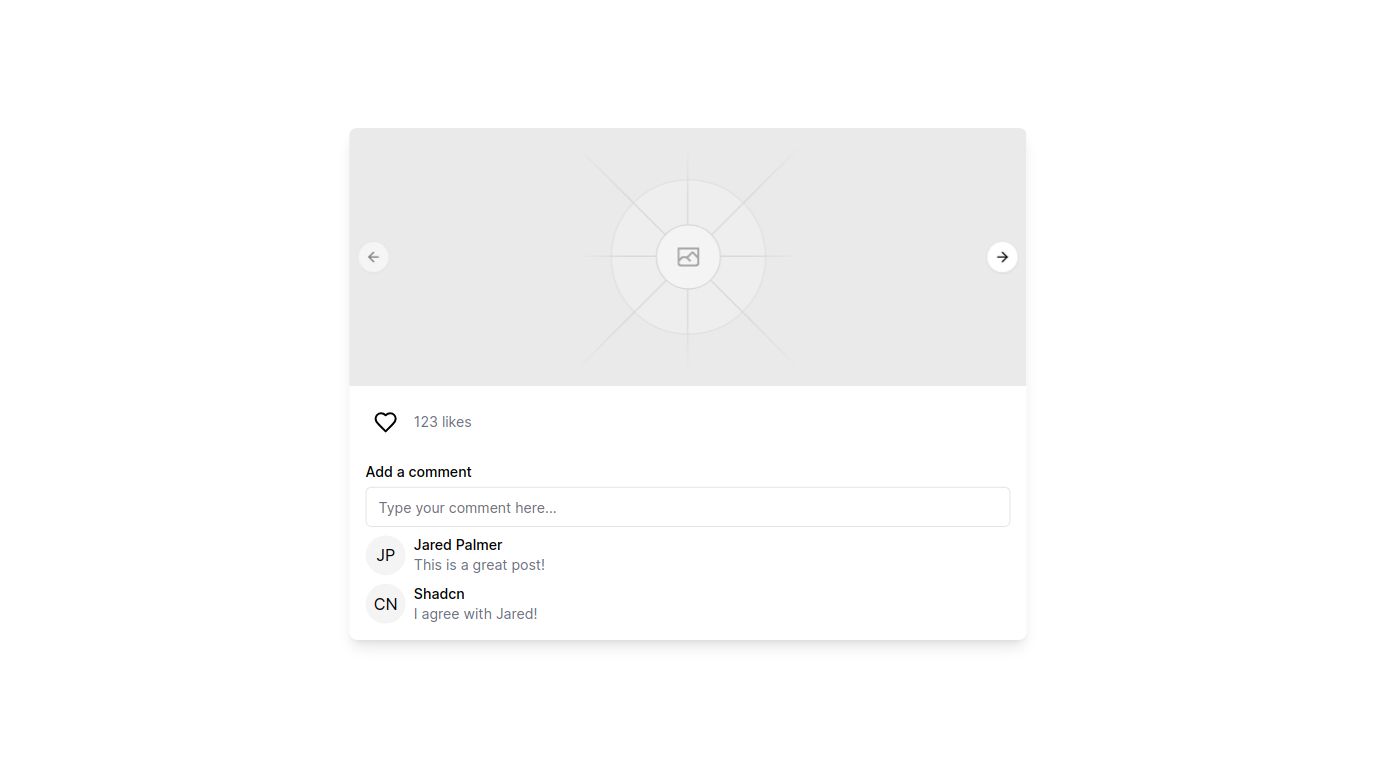 123 likes
Add a comment
Type your comment here...
JP
Jared Palmer
This is a great post!
CN
Shadcn
I agree with Jared!